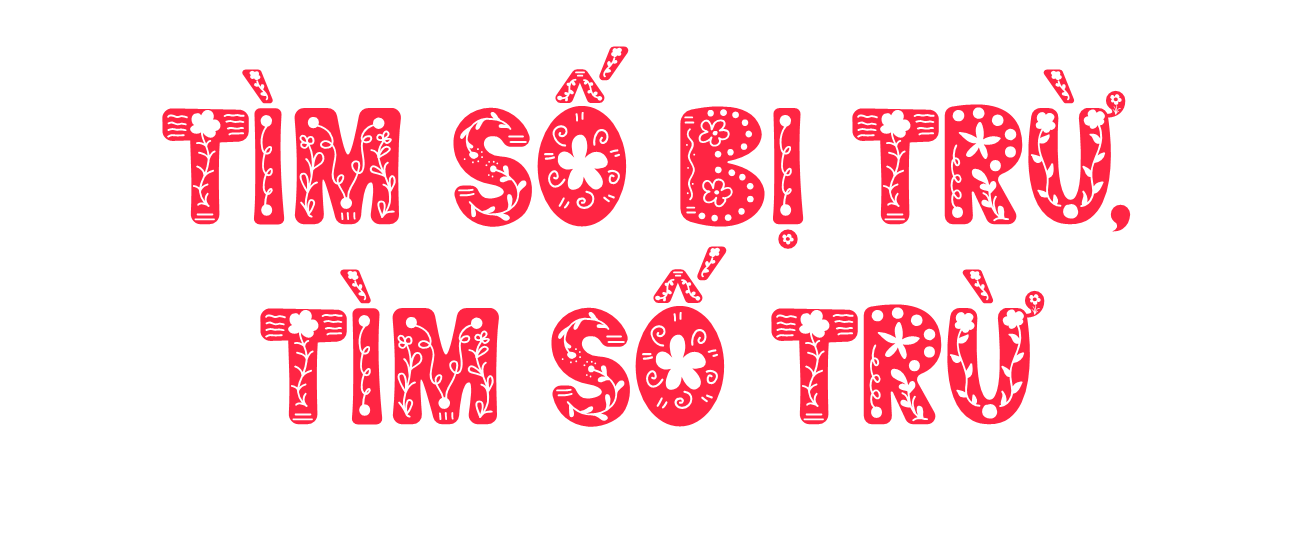 TÌM SỐ BỊ TRỪ,
TÌM SỐ TRỪ